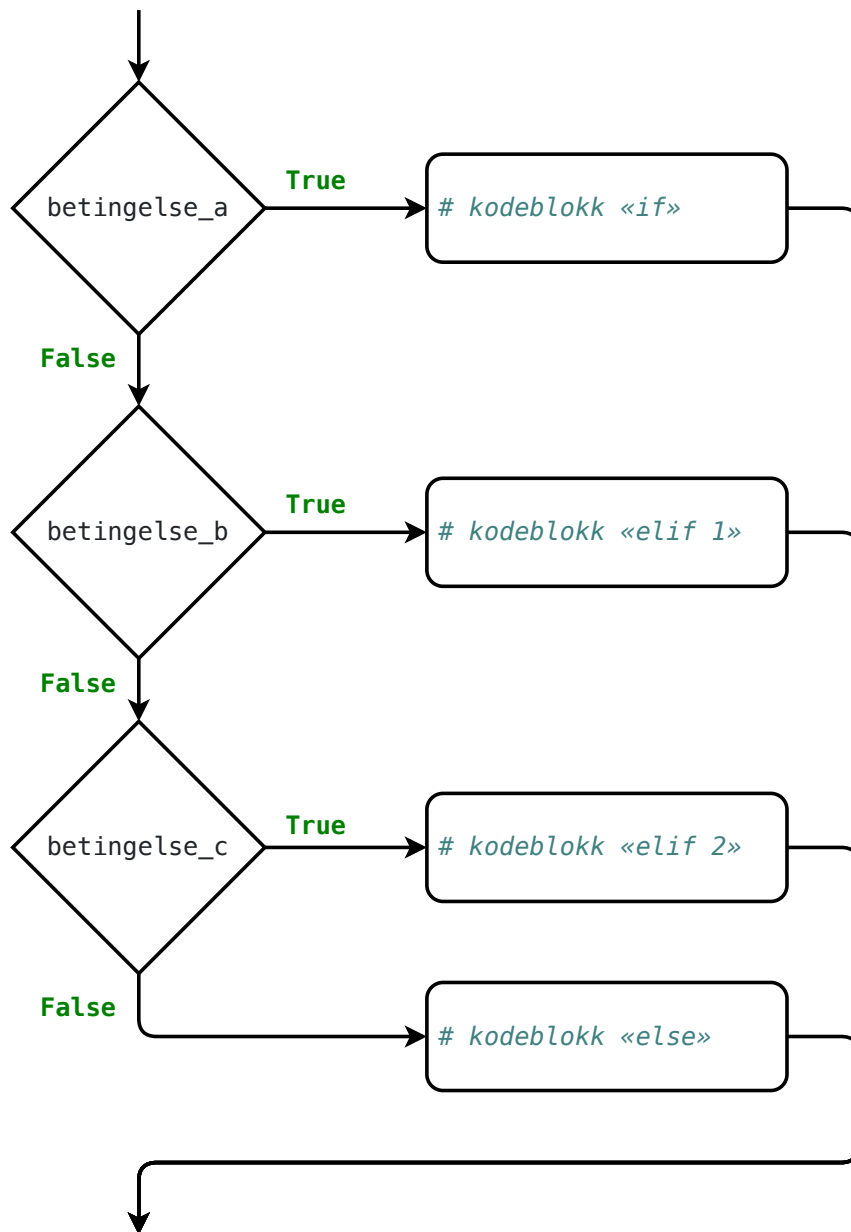 betingelse_a
True
# kodeblokk «if»
False
betingelse_b
True
# kodeblokk «elif 1»
False
betingelse_c
True
# kodeblokk «elif 2»
False
# kodeblokk «else»